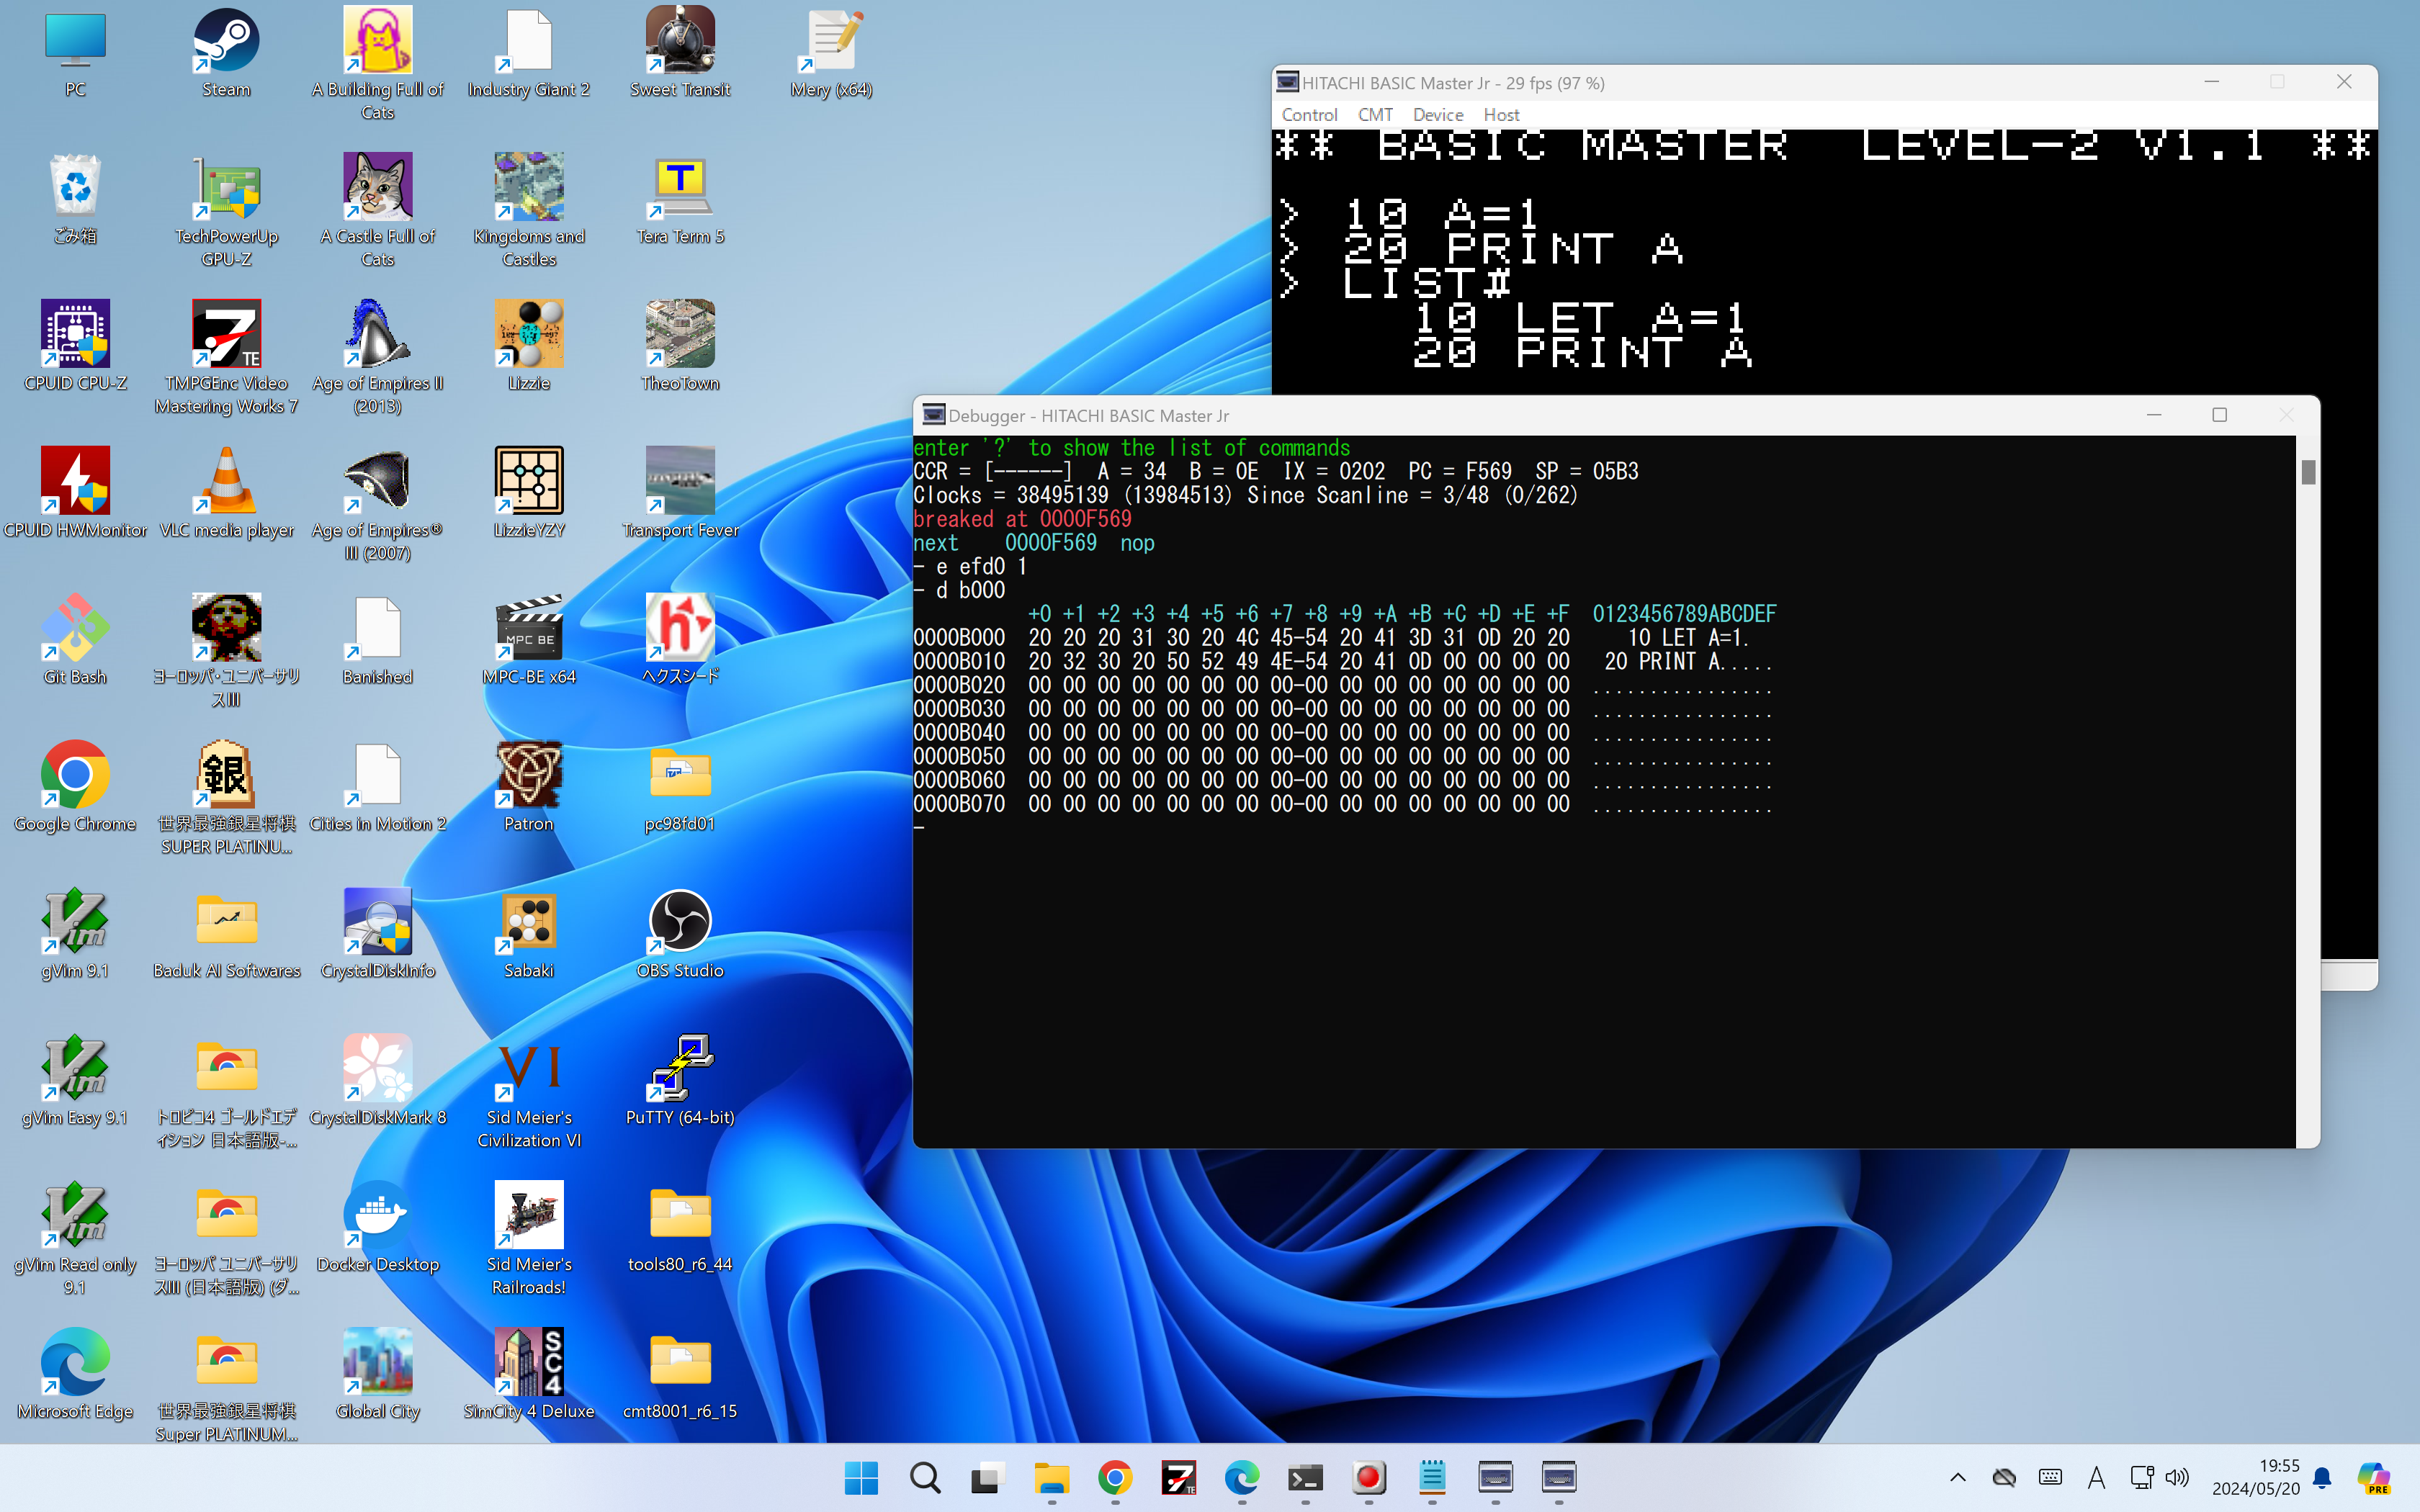 PC
Steam
A Building Full of
Cats
Industry Giant 2
Sweet Transit
Mery (x64)
ごみ箱
TechPowerUp
GPU-Z
A Castle Full of
Cats
Kingdoms and
Castles
T
Tera Term 5
CPUID CPU-Z
7 TE
TMPGEnc Video
Mastering Works 7
Age of Empires II
(2013)
Lizzie
TheoTown
CPUID HWMonitor
VLC media player
Age of Empires®
III (2007)
LizzieYZY
Transport Fever
Git Bash
ヨーロッパ・ユニバーサリ
スIII
Banished
MPC BE
MPC-BE x64
ヘクスシード
Google Chrome
銀
世界最強銀星将棋
SUPER PLATINU...
Cities in Motion 2
Patron
pc98fd01
Vim
gVim 9.1
Baduk AI Softwares
CrystalDiskInfo
Sabaki
OBS Studio
Vim
gVim Easy 9.1
トロピコ4 ゴールドエデ
ィション 日本語版-...
CrystalDiskMark 8
VI
Sid Meier's
Civilization VI
PuTTY (64-bit)
Vim
gVim Read only
9.1
ヨーロッパ ユニバーサリ
スIII (日本語版) (ダ...
Docker Desktop
Sid Meier's
Railroads!
tools80_r6_44
Microsoft Edge
世界最強銀星将棋
Super PLATINUM...
Global City
SC4
SimCity 4 Deluxe
cmt8001_r6_15
HITACHI BASIC Master Jr - 29 fps (97 %)
Control CMT Device Host
** BASIC MASTER LEVEL-2 V1.1 **
> 10 A=1
> 20 PRINT A
> LIST#
10 LET A=1
20 PRINT A
Debugger - HITACHI BASIC Master Jr
enter '?' to show the list of commands
CCR = [------] A = 34 B = 0E IX = 0202 PC = F569 SP = 05B3
Clocks = 38495139 (13984513) Since Scanline = 3/48 (0/262)
breaked at 0000F569
next 0000F569 nop
- e efd0 1
- d b000
+0 +1 +2 +3 +4 +5 +6 +7 +8 +9 +A +B +C +D +E +F 0123456789ABCDEF
0000B000 20 20 20 31 30 20 4C 45-54 20 41 3D 31 0D 20 20 10 LET A=1.
0000B010 20 32 30 20 50 52 49 4E-54 20 41 0D 00 00 00 00 20 PRINT A.....
0000B020 00 00 00 00 00 00 00 00-00 00 00 00 00 00 00 00 ................
0000B030 00 00 00 00 00 00 00 00-00 00 00 00 00 00 00 00 ................
0000B040 00 00 00 00 00 00 00 00-00 00 00 00 00 00 00 00 ................
0000B050 00 00 00 00 00 00 00 00-00 00 00 00 00 00 00 00 ................
0000B060 00 00 00 00 00 00 00 00-00 00 00 00 00 00 00 00 ................
0000B070 00 00 00 00 00 00 00 00-00 00 00 00 00 00 00 00 ................
-
7 TE
A
19:55
2024/05/20
PRE